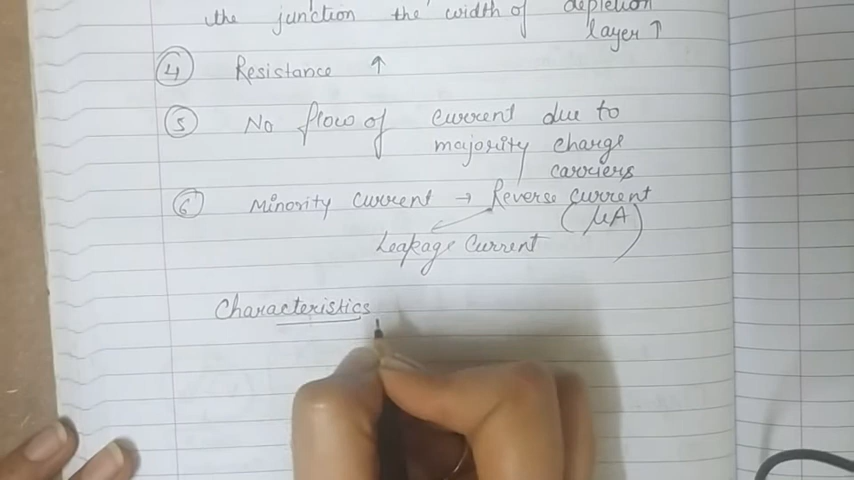 the junction the width of depletion
layer ↑
④ Resistance ↑
⑤ No flow of current due to
majority charge
carriers
⑥ Minority current → Reverse current
(μA)
Leakage Current
Characteristics